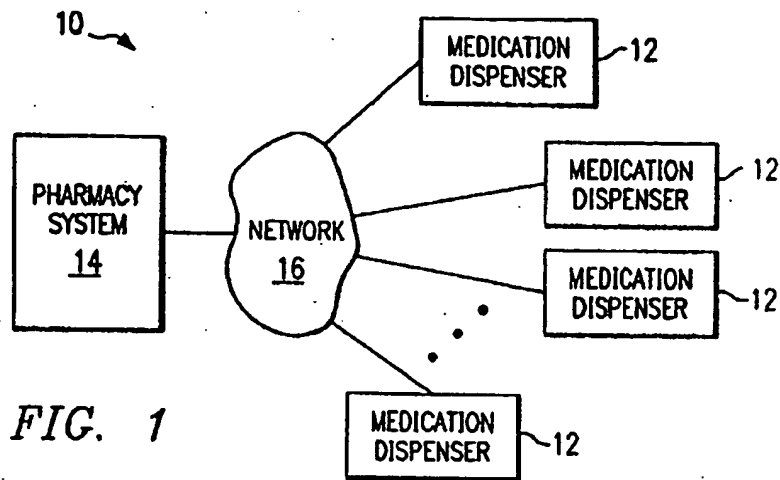 10
MEDICATION
DISPENSER
12
PHARMACY
SYSTEM
14
NETWORK
16
MEDICATION
DISPENSER
12
MEDICATION
DISPENSER
12
MEDICATION
DISPENSER
12
FIG. 1